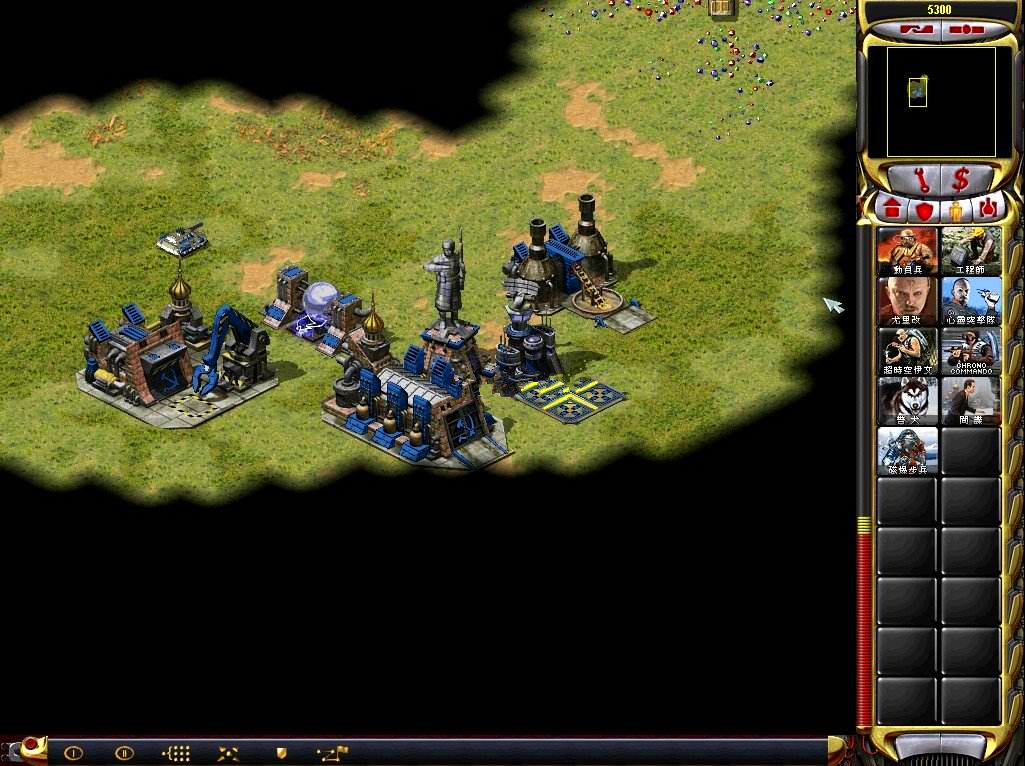 5300
動員兵
工程師
尤里改
心靈突擊隊
超時空伊文
CHRONO
COMMANDO
警犬
間諜
磁爆步兵